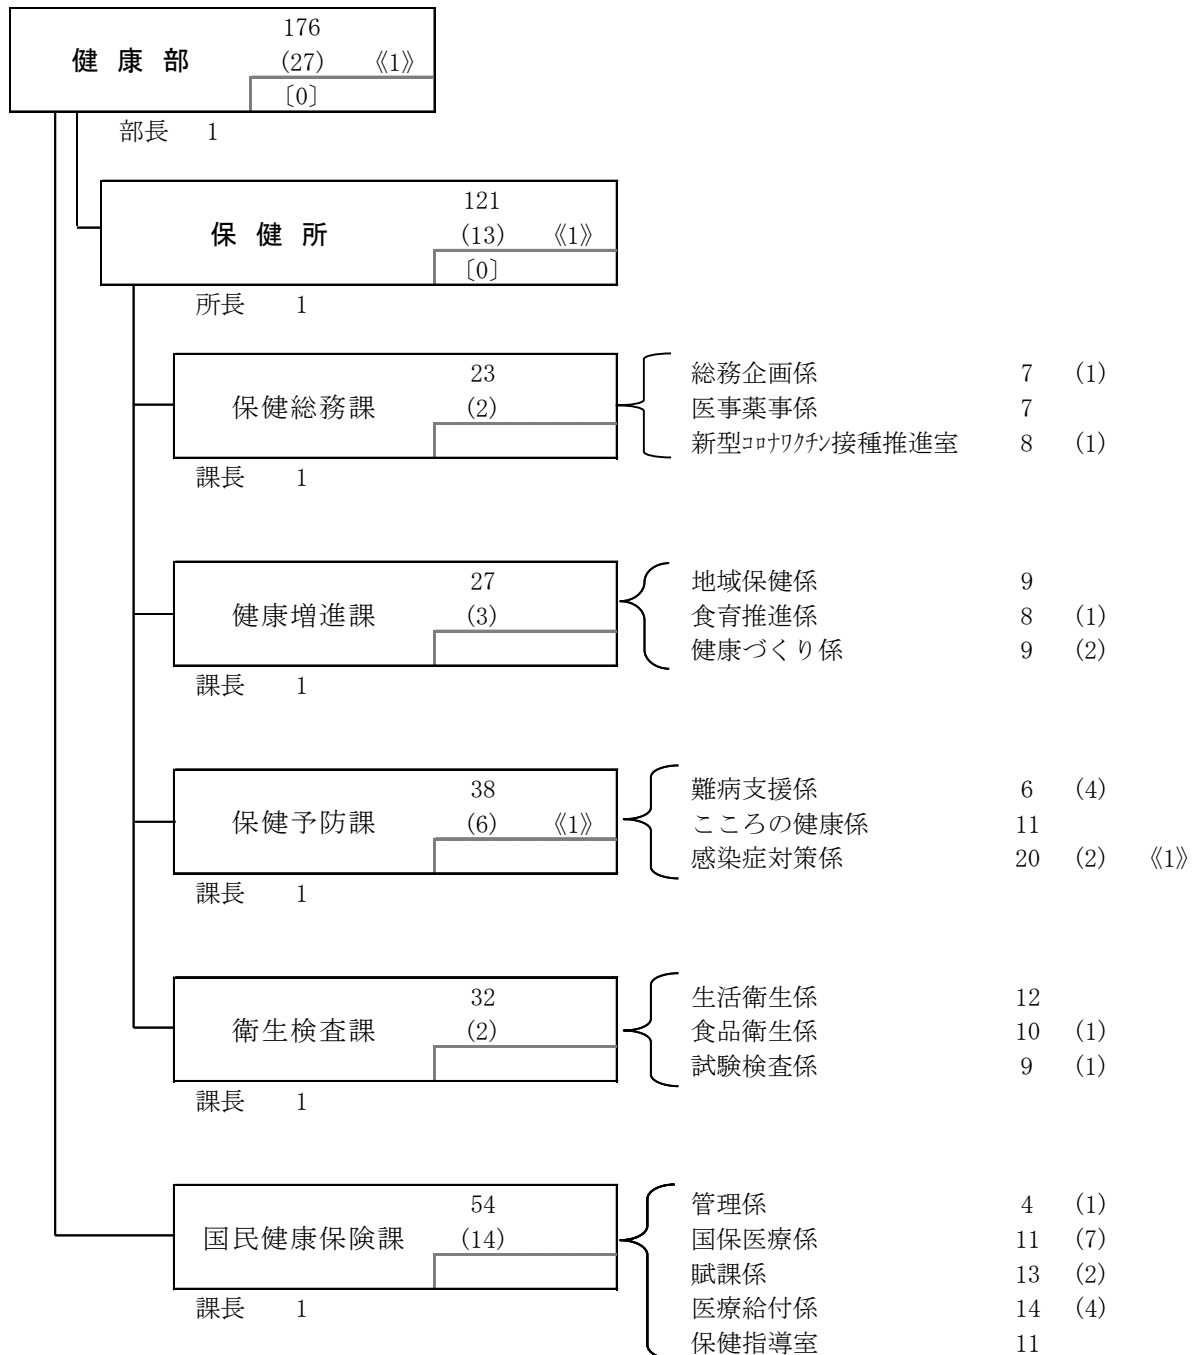 176
健康部 (27) 《1》
〔0〕
部長 1
121
保健所 (13) 《1》
〔0〕
所長 1
23
保健総務課 (2)
課長 1
総務企画係 7 (1)
医事薬事係 7
新型コロナワクチン接種推進室 8 (1)
27
健康増進課 (3)
課長 1
地域保健係 9
食育推進係 8 (1)
健康づくり係 9 (2)
38
保健予防課 (6) 《1》
課長 1
難病支援係 6 (4)
こころの健康係 11
感染症対策係 20 (2) 《1》
32
衛生検査課 (2)
課長 1
生活衛生係 12
食品衛生係 10 (1)
試験検査係 9 (1)
54
国民健康保険課 (14)
課長 1
管理係 4 (1)
国保医療係 11 (7)
賦課係 13 (2)
医療給付係 14 (4)
保健指導室 11